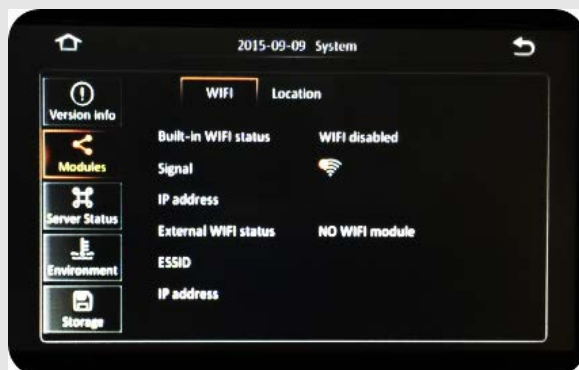 2015-09-09 System
Version info
Modules
Server Status
Environment
Storage
WIFI Location
Built-in WIFI status WIFI disabled
Signal
IP address
External WIFI status NO WIFI module
ESSID
IP address